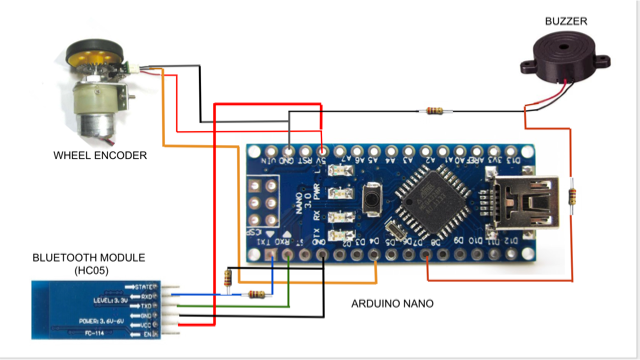 BUZZER
WHEEL ENCODER
VIN GND RST 5V A7 A6 A5 A4 A3 A2 A1 A0 REF 3V3 D13
L
PWR
RX
TX
NANO
3.0
ICSP
TX1 RX0 RST GND D2 D3 D4 D5 D6 D7 D8 D9 D10 D11 D12
ARDUINO NANO
BLUETOOTH MODULE
(HC05)
STATE
RXD
LEVEL:3.3V
TXD
GND
POWER:3.6V-6V
VCC
FC-114
EN